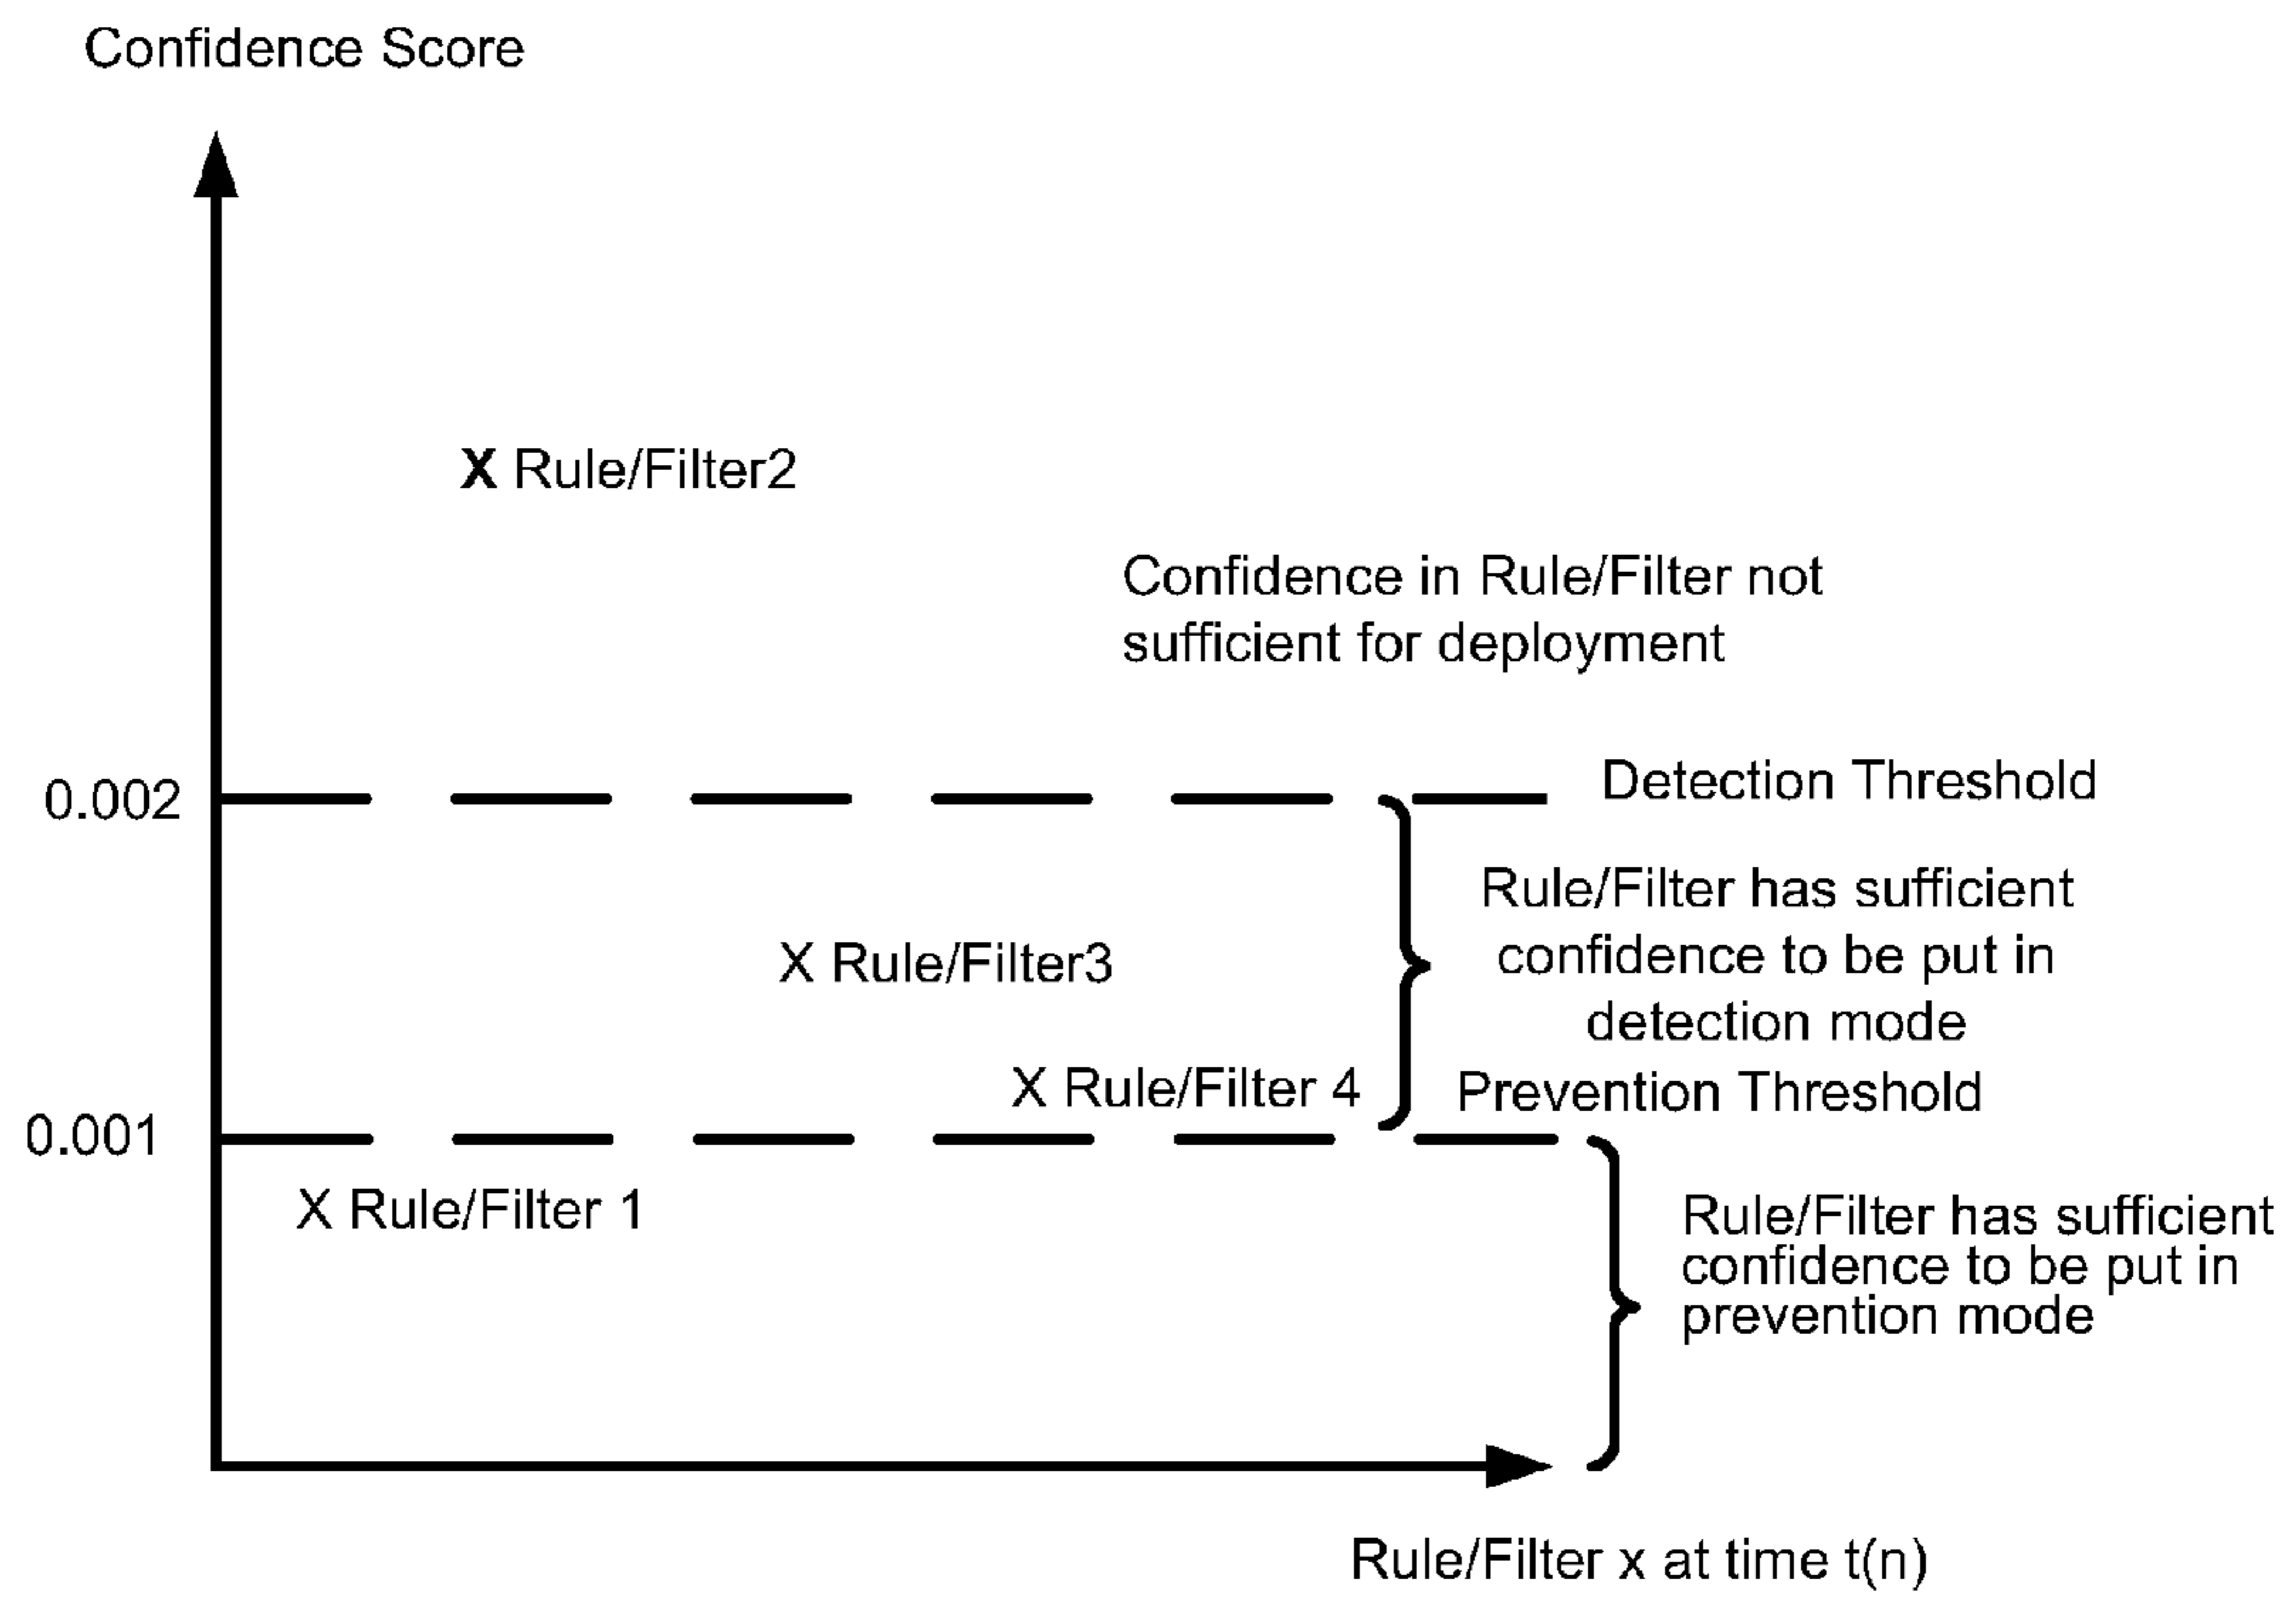 Confidence Score
X Rule/Filter2
Confidence in Rule/Filter not
sufficient for deployment
0.002
Detection Threshold
Rule/Filter has sufficient
confidence to be put in
detection mode
X Rule/Filter3
X Rule/Filter 4
Prevention Threshold
0.001
X Rule/Filter 1
Rule/Filter has sufficient
confidence to be put in
prevention mode
Rule/Filter x at time t(n)